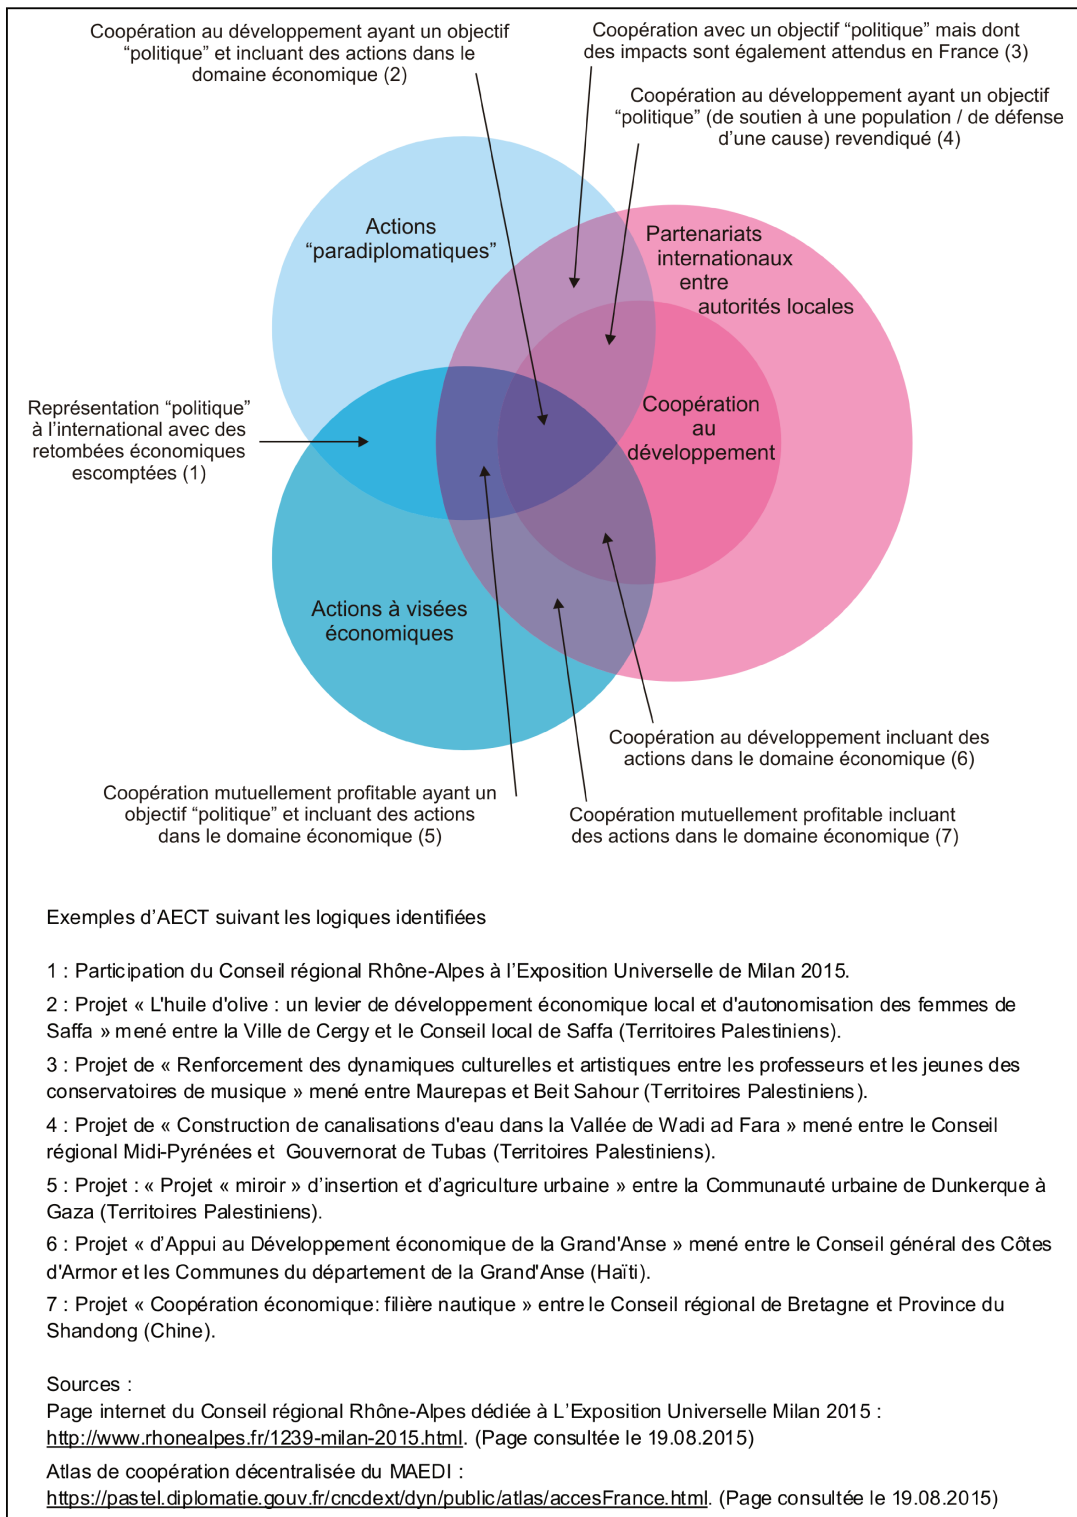 Coopération au développement ayant un objectif
“politique” et incluant des actions dans le
domaine économique (2)
Coopération avec un objectif “politique” mais dont
des impacts sont également attendus en France (3)
Coopération au développement ayant un objectif
“politique” (de soutien à une population / de défense
d’une cause) revendiqué (4)
Actions
“paradiplomatiques”
Partenariats
internationaux
entre
autorités locales
Représentation “politique”
à l’international avec des
retombées économiques
escomptées (1)
Coopération
au
développement
Actions à visées
économiques
Coopération au développement incluant des
actions dans le domaine économique (6)
Coopération mutuellement profitable ayant un
objectif “politique” et incluant des actions
dans le domaine économique (5)
Coopération mutuellement profitable incluant
des actions dans le domaine économique (7)
Exemples d’AECT suivant les logiques identifiées
1 : Participation du Conseil régional Rhône-Alpes à l’Exposition Universelle de Milan 2015.
2 : Projet « L'huile d'olive : un levier de développement économique local et d'autonomisation des femmes de
Saffa » mené entre la Ville de Cergy et le Conseil local de Saffa (Territoires Palestiniens).
3 : Projet de « Renforcement des dynamiques culturelles et artistiques entre les professeurs et les jeunes des
conservatoires de musique » mené entre Maurepas et Beit Sahour (Territoires Palestiniens).
4 : Projet de « Construction de canalisations d'eau dans la Vallée de Wadi ad Fara » mené entre le Conseil
régional Midi-Pyrénées et Gouvernorat de Tubas (Territoires Palestiniens).
5 : Projet : « Projet « miroir » d’insertion et d’agriculture urbaine » entre la Communauté urbaine de Dunkerque à
Gaza (Territoires Palestiniens).
6 : Projet « d’Appui au Développement économique de la Grand'Anse » mené entre le Conseil général des Côtes
d'Armor et les Communes du département de la Grand'Anse (Haïti).
7 : Projet « Coopération économique: filière nautique » entre le Conseil régional de Bretagne et Province du
Shandong (Chine).
Sources :
Page internet du Conseil régional Rhône-Alpes dédiée à L’Exposition Universelle Milan 2015 :
http://www.rhonealpes.fr/1239-milan-2015.html. (Page consultée le 19.08.2015)
Atlas de coopération décentralisée du MAEDI :
https://pastel.diplomatie.gouv.fr/cncdext/dyn/public/atlas/accesFrance.html. (Page consultée le 19.08.2015)